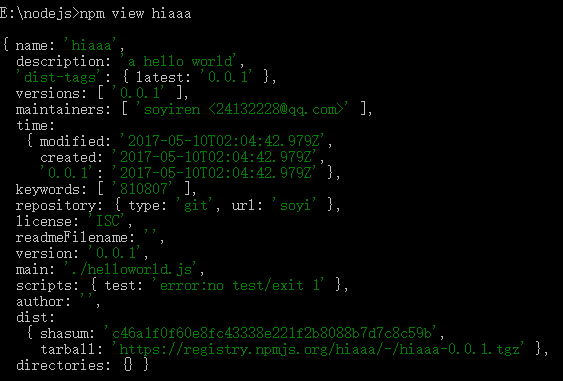 E:\nodejs>npm view hiaaa
{ name: 'hiaaa',
description: 'a hello world',
'dist-tags': { latest: '0.0.1' },
versions: [ '0.0.1' ],
maintainers: [ 'soyiren <24132228@qq.com>' ],
time:
{ modified: '2017-05-10T02:04:42.979Z',
created: '2017-05-10T02:04:42.979Z',
'0.0.1': '2017-05-10T02:04:42.979Z' },
keywords: [ '810807' ],
repository: { type: 'git', url: 'soyi' },
license: 'ISC',
readmeFilename: '',
version: '0.0.1',
main: './helloworld.js',
scripts: { test: 'error:no test/exit 1' },
author: '',
dist:
{ shasum: 'c46a1f0f60e8fc43338e221f2b8088b7d7c8c59b',
tarball: 'https://registry.npmjs.org/hiaaa/-/hiaaa-0.0.1.tgz' },
directories: {} }